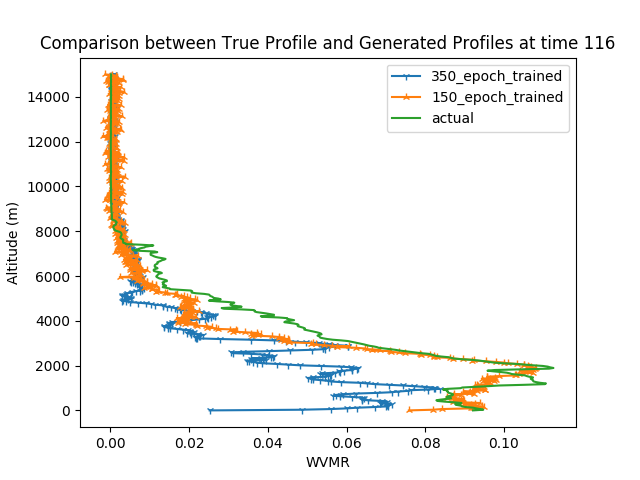 Comparison between True Profile and Generated Profiles at time 116
350_epoch_trained
150_epoch_trained
actual
14000
12000
10000
8000
6000
4000
2000
0
Altitude (m)
0.00 0.02 0.04 0.06 0.08 0.10
WVMR